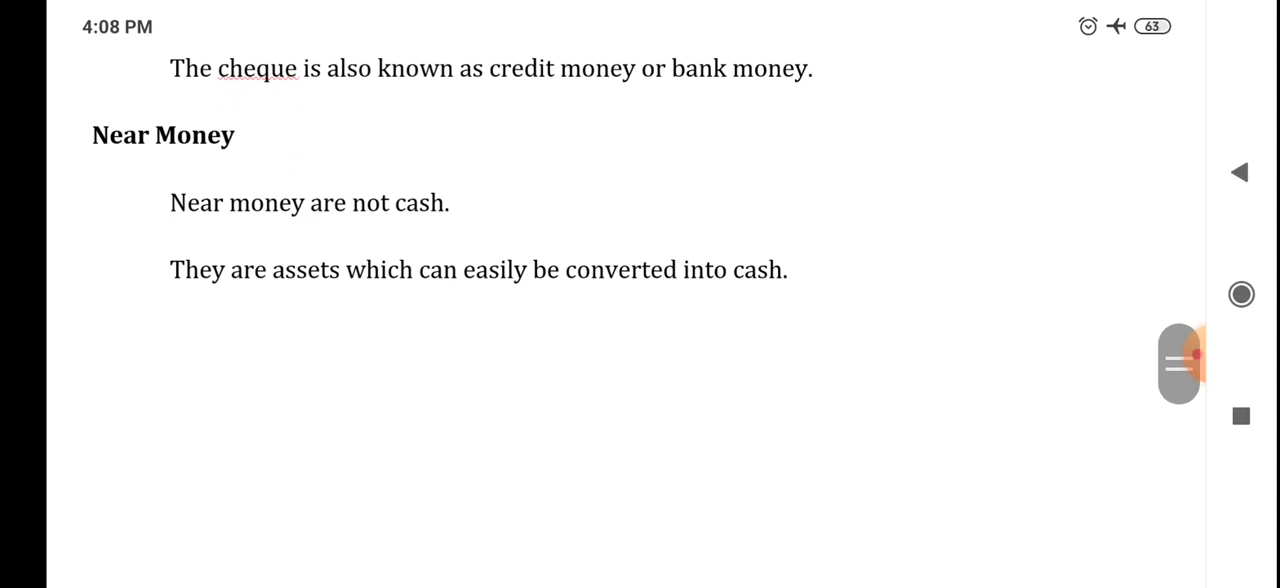 4:08 PM
63
The cheque is also known as credit money or bank money.
Near Money
Near money are not cash.
They are assets which can easily be converted into cash.